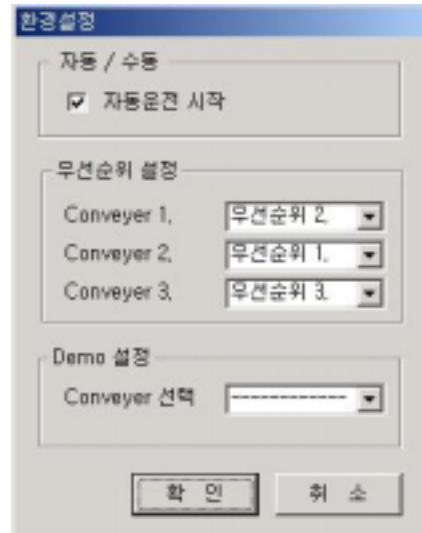 환경설정
자동 / 수동
자동운전 시작
우선순위 설정
Conveyer 1, 우선순위 2,
Conveyer 2, 우선순위 1,
Conveyer 3, 우선순위 3,
Demo 설정
Conveyer 선택 ------------
확 인 취 소